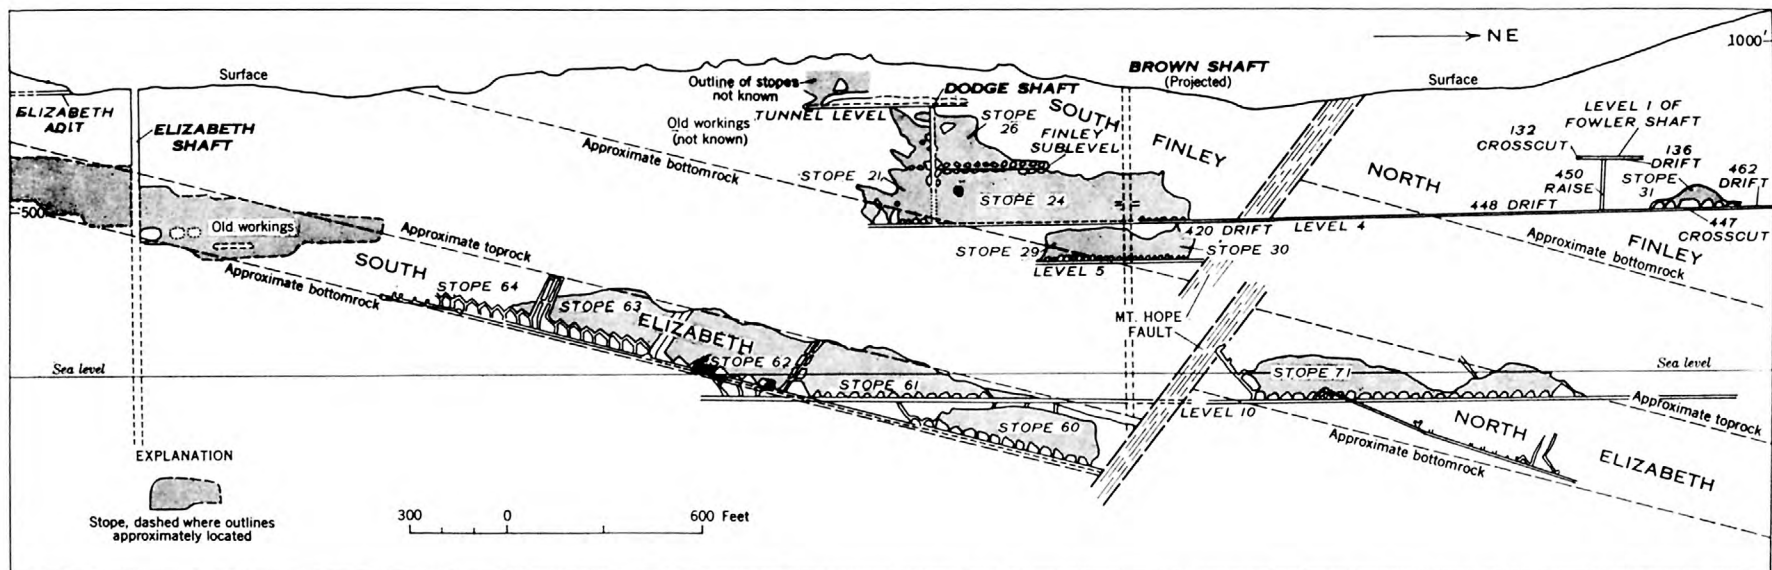 NE
1000'
Surface
ELIZABETH
ADIT
ELIZABETH
SHAFT
Outline of stopes
not known
DODGE SHAFT
BROWN SHAFT
(Projected)
Surface
TUNNEL LEVEL
Old workings
(not known)
STOPE
26
SOUTH
FINLEY
FINLEY
SUBLEVEL
LEVEL I OF
FOWLER SHAFT
132
CROSSCUT
136
DRIFT
450
RAISE
STOPE
31
462
DRIFT
Approximate bottomrock
STOPE 21
STOPE 24
NORTH
FINLEY
448 DRIFT
447
CROSSCUT
500
Old workings
Approximate toprock
420 DRIFT
LEVEL 4
Approximate bottomrock
STOPE 29
STOPE 30
LEVEL 5
SOUTH
ELIZABETH
Approximate bottomrock
STOPE 64
STOPE 63
MT. HOPE
FAULT
STOPE 62
Sea level
STOPE 61
STOPE 71
Sea level
LEVEL 10
STOPE 60
NORTH
ELIZABETH
Approximate toprock
Approximate bottomrock
EXPLANATION
Stope, dashed where outlines
approximately located
300 0 600 Feet